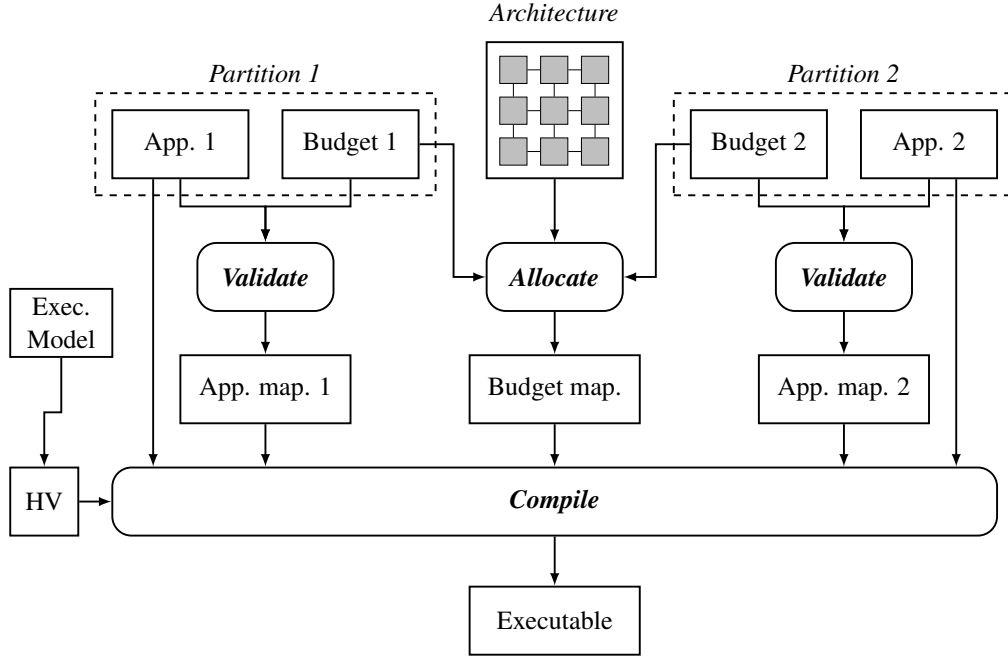 Architecture
Partition 1
Partition 2
App. 1
Budget 1
Budget 2
App. 2
Validate
Allocate
Validate
Exec.
Model
App. map. 1
Budget map.
App. map. 2
HV
Compile
Executable